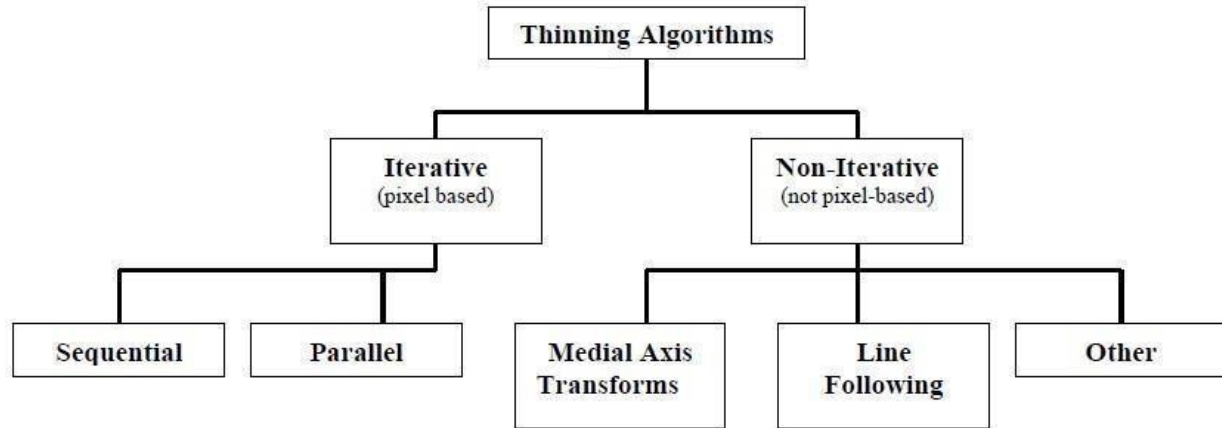 Thinning Algorithms
Iterative
(pixel based)
Non-Iterative
(not pixel-based)
Sequential
Parallel
Medial Axis
Transforms
Line
Following
Other